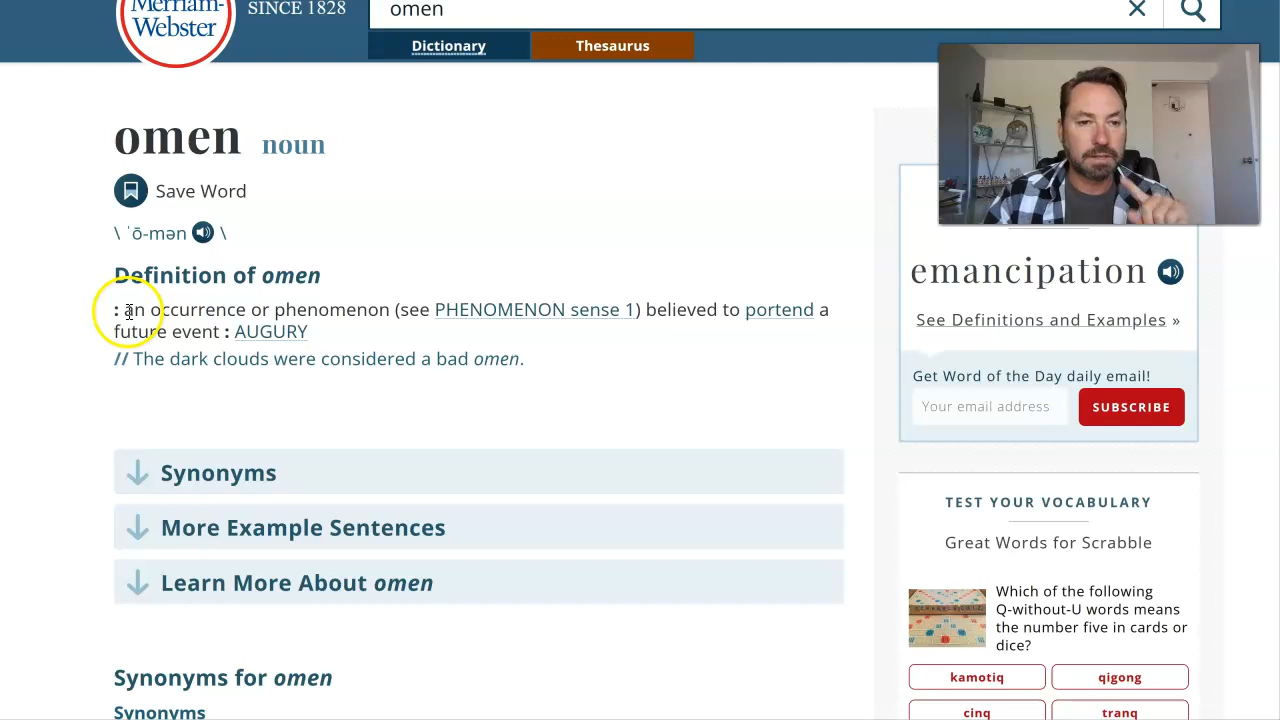 Merriam-
Webster
SINCE 1828
omen
Dictionary
Thesaurus
omen noun
Save Word
\ ˈō-mən \
Definition of omen
: an occurrence or phenomenon (see PHENOMENON sense 1) believed to portend a
future event : AUGURY
// The dark clouds were considered a bad omen.
Synonyms
More Example Sentences
Learn More About omen
Synonyms for omen
Synonyms
emancipation
See Definitions and Examples »
Get Word of the Day daily email!
Your email address
SUBSCRIBE
TEST YOUR VOCABULARY
Great Words for Scrabble
Which of the following
Q-without-U words means
the number five in cards or
dice?
kamotiq
qigong
cinq
tranq